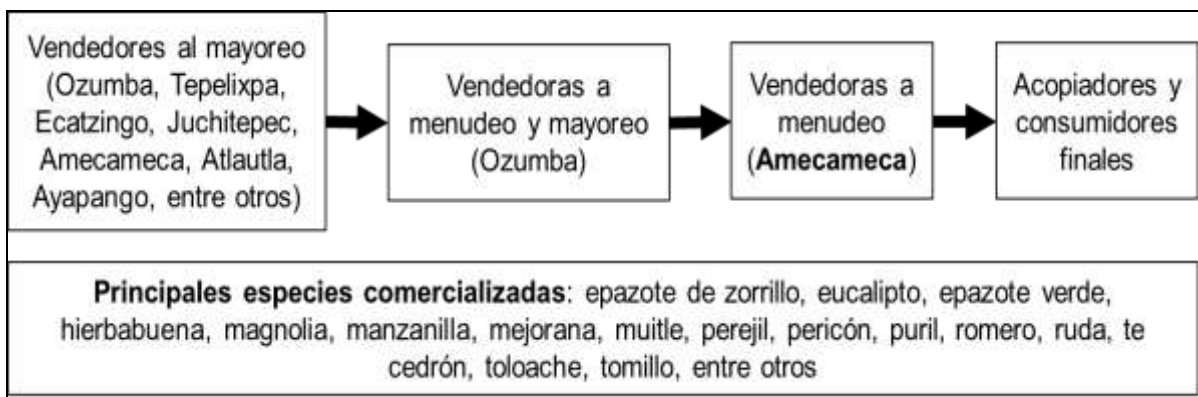 Vendedores al mayoreo
(Ozumba, Tepelixpa,
Ecatzingo, Juchitepec,
Amecameca, Atlautla,
Ayapango, entre otros)
Vendedoras a
menudeo y mayoreo
(Ozumba)
Vendedoras a
menudeo
(Amecameca)
Acopiadores y
consumidores
finales
Principales especies comercializadas: epazote de zorrillo, eucalipto, epazote verde,
hierbabuena, magnolia, manzanilla, mejorana, muitle, perejil, pericón, puril, romero, ruda, te
cedrón, toloache, tomillo, entre otros